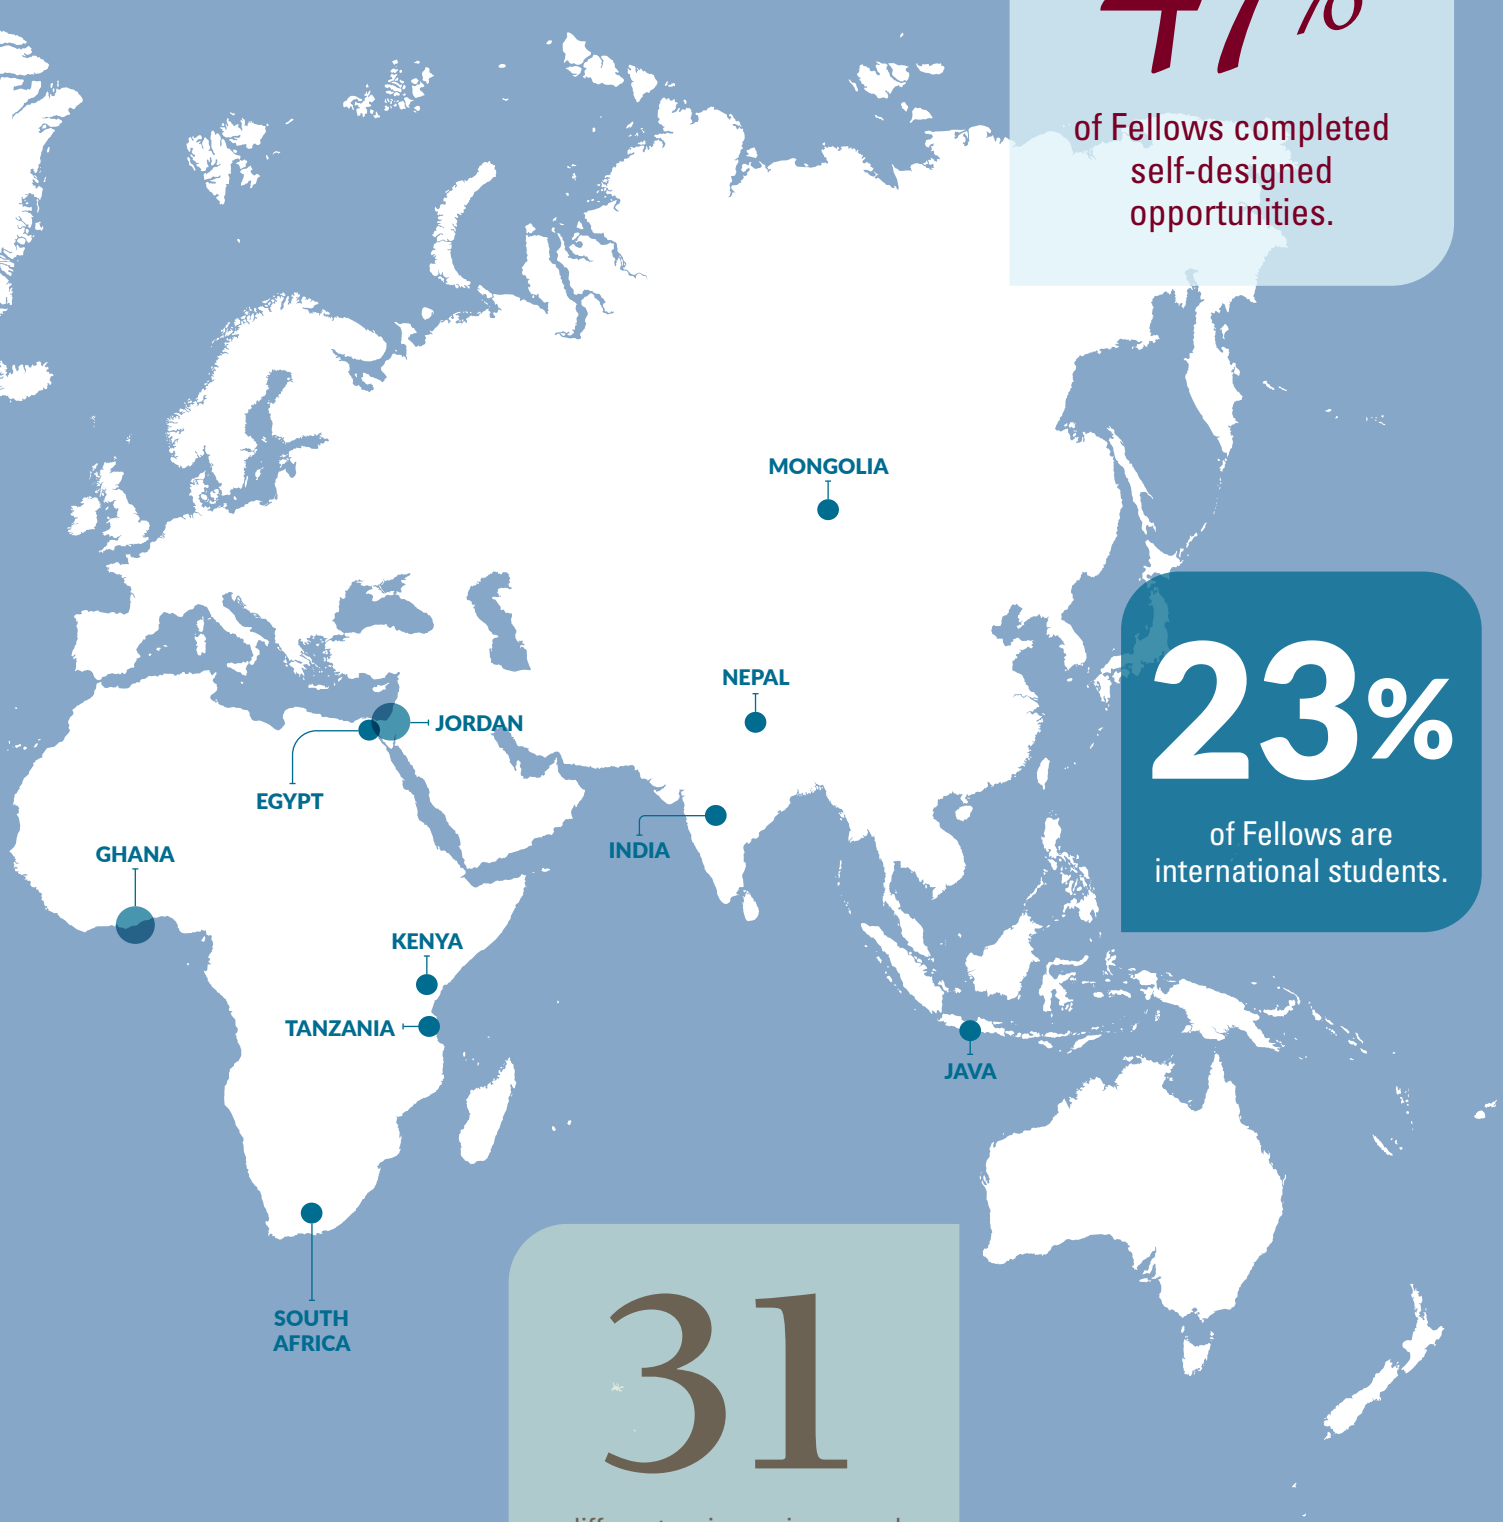 47%
of Fellows completed
self-designed
opportunities.
MONGOLIA
23%
of Fellows are
international students.
NEPAL
JORDAN
EGYPT
INDIA
GHANA
KENYA
TANZANIA
JAVA
SOUTH
AFRICA
31